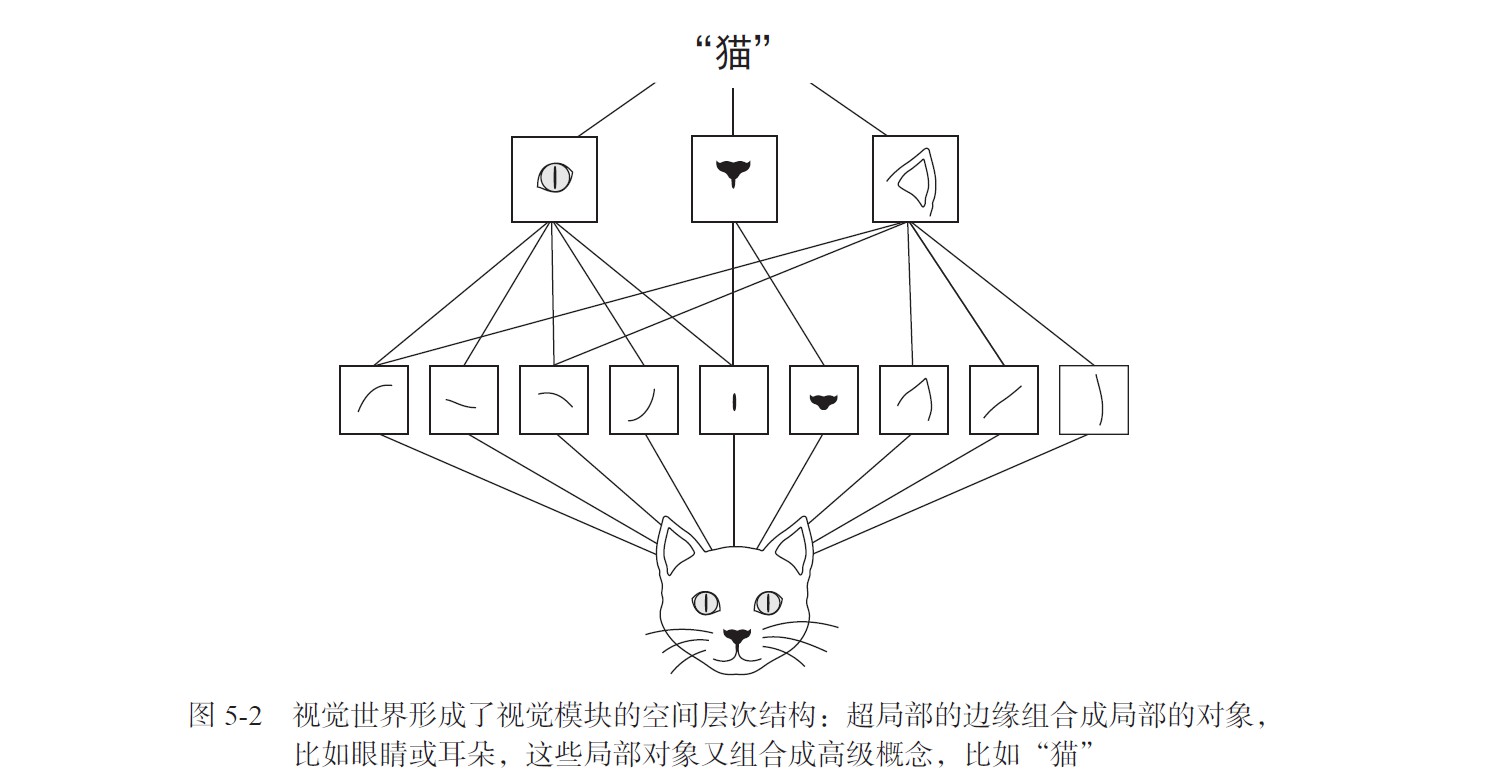 “猫”
图 5-2 视觉世界形成了视觉模块的空间层次结构：超局部的边缘组合成局部的对象，
比如眼睛或耳朵，这些局部对象又组合成高级概念，比如“猫”